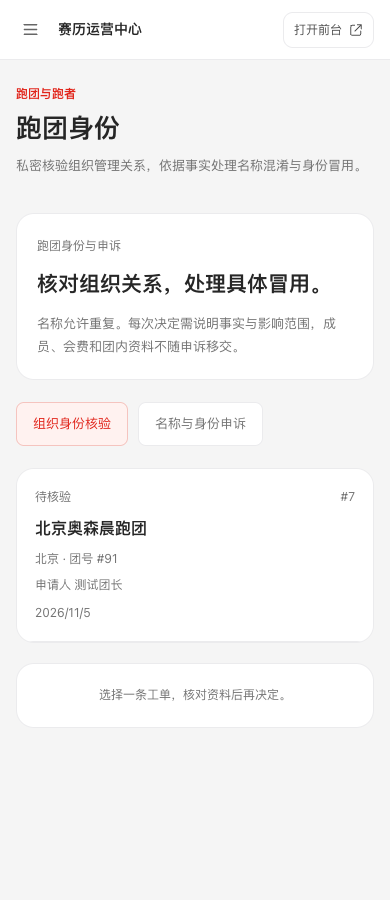 赛历运营中心
打开前台
跑团与跑者
跑团身份
私密核验组织管理关系，依据事实处理名称混淆与身份冒用。
跑团身份与申诉
核对组织关系，处理具体冒用。
名称允许重复。每次决定需说明事实与影响范围，成
员、会费和团内资料不随申诉移交。
组织身份核验
名称与身份申诉
待核验
#7
北京奥森晨跑团
北京 · 团号 #91
申请人 测试团长
2026/11/5
选择一条工单，核对资料后再决定。